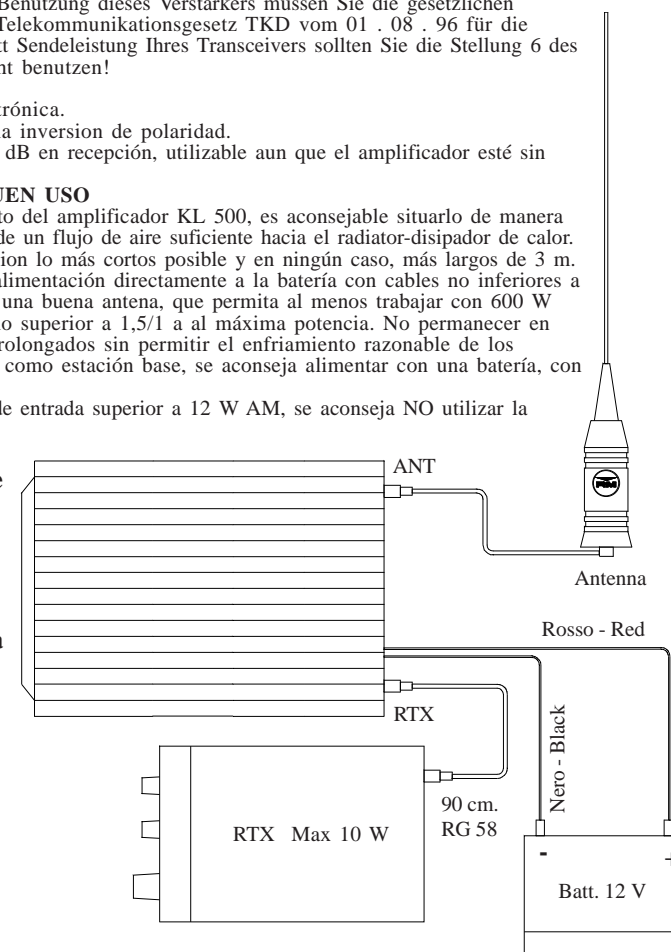 Benutzung dieses Verstärkers müssen Sie die gesetzlichen
Telekommunikationsgesetz TKD vom 01 . 08 . 96 für die
Sendeleistung Ihres Transceivers sollten Sie die Stellung 6 des
benutzen!
trónica.
la inversion de polaridad.
dB en recepción, utilizable aun que el amplificador esté sin
UEN USO
to del amplificador KL 500, es aconsejable situarlo de manera
de un flujo de aire suficiente hacia el radiator-disipador de calor.
ion lo más cortos posible y en ningún caso, más largos de 3 m.
alimentación directamente a la batería con cables no inferiores a
una buena antena, que permita al menos trabajar con 600 W
no superior a 1,5/1 a al máxima potencia. No permanecer en
rolongados sin permitir el enfriamiento razonable de los
como estación base, se aconseja alimentar con una batería, con
de entrada superior a 12 W AM, se aconseja NO utilizar la
ANT
Antenna
Rosso - Red
RTX
Nero - Black
90 cm.
RG 58
RTX Max 10 W
- +
Batt. 12 V